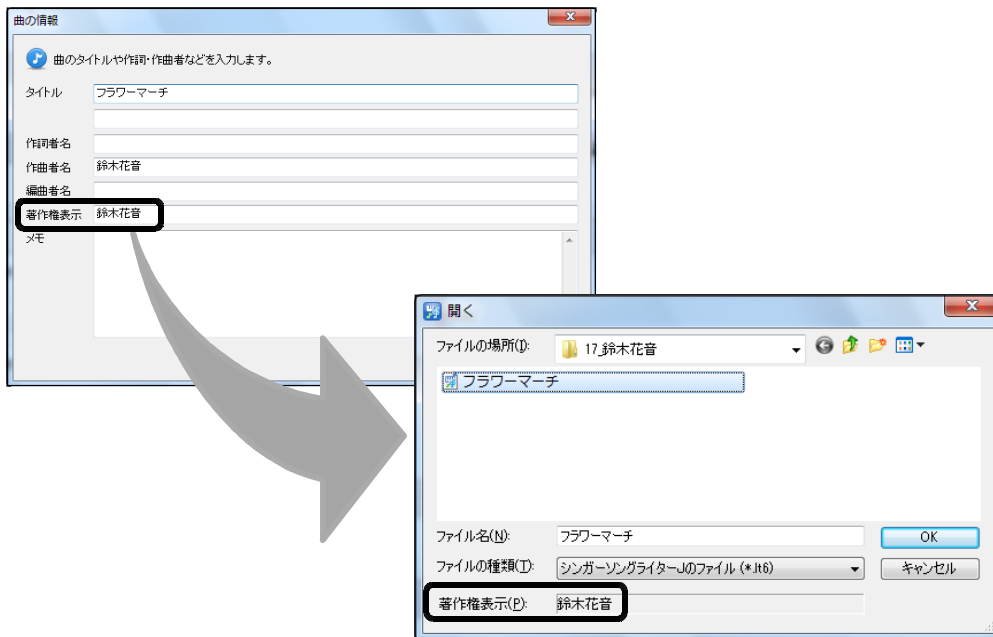 曲の情報
曲のタイトルや作詞・作曲者などを入力します。
タイトル フラワーマーチ
作詞者名
作曲者名 鈴木花音
編曲者名
著作権表示 鈴木花音
メモ
開く
ファイルの場所(I): 17_鈴木花音
フラワーマーチ
ファイル名(N): フラワーマーチ OK
ファイルの種類(T): シンガーソングライターJのファイル (*.lt6) キャンセル
著作権表示(P): 鈴木花音